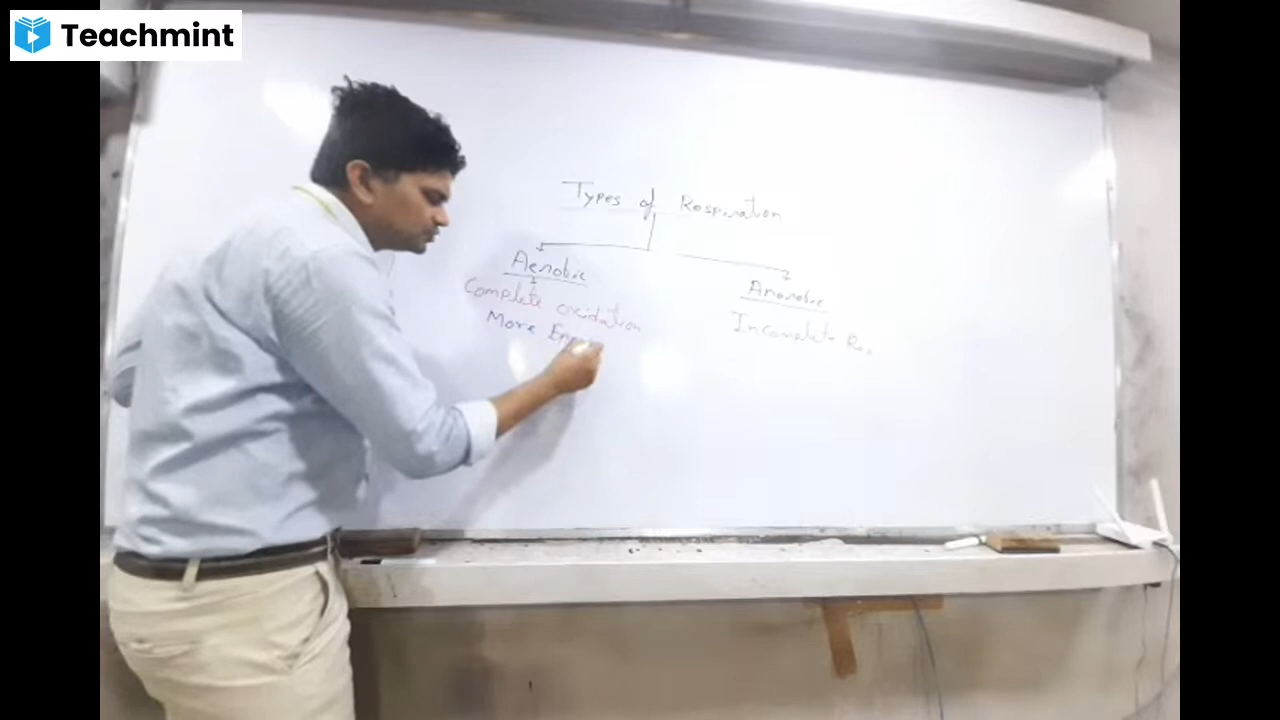 Teachmint
Types of Respiration
Aerobic
Complete oxidation
More
Anaerobic
Incomplete